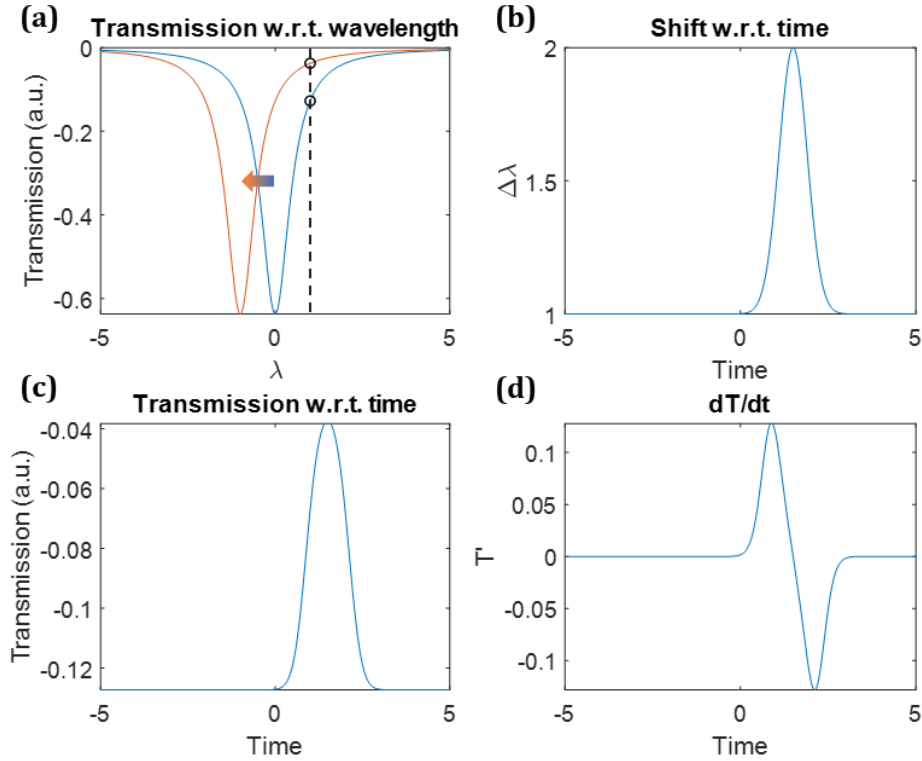 (a)
Transmission w.r.t. wavelength
0
-0.2
-0.4
-0.6
Transmission (a.u.)
-5
0
5
λ
(b)
Shift w.r.t. time
2
1.5
1
Δλ
-5
0
5
Time
(c)
Transmission w.r.t. time
-0.04
-0.06
-0.08
-0.1
-0.12
Transmission (a.u.)
-5
0
5
Time
(d)
dT/dt
0.1
0.05
0
-0.05
-0.1
T'
-5
0
5
Time